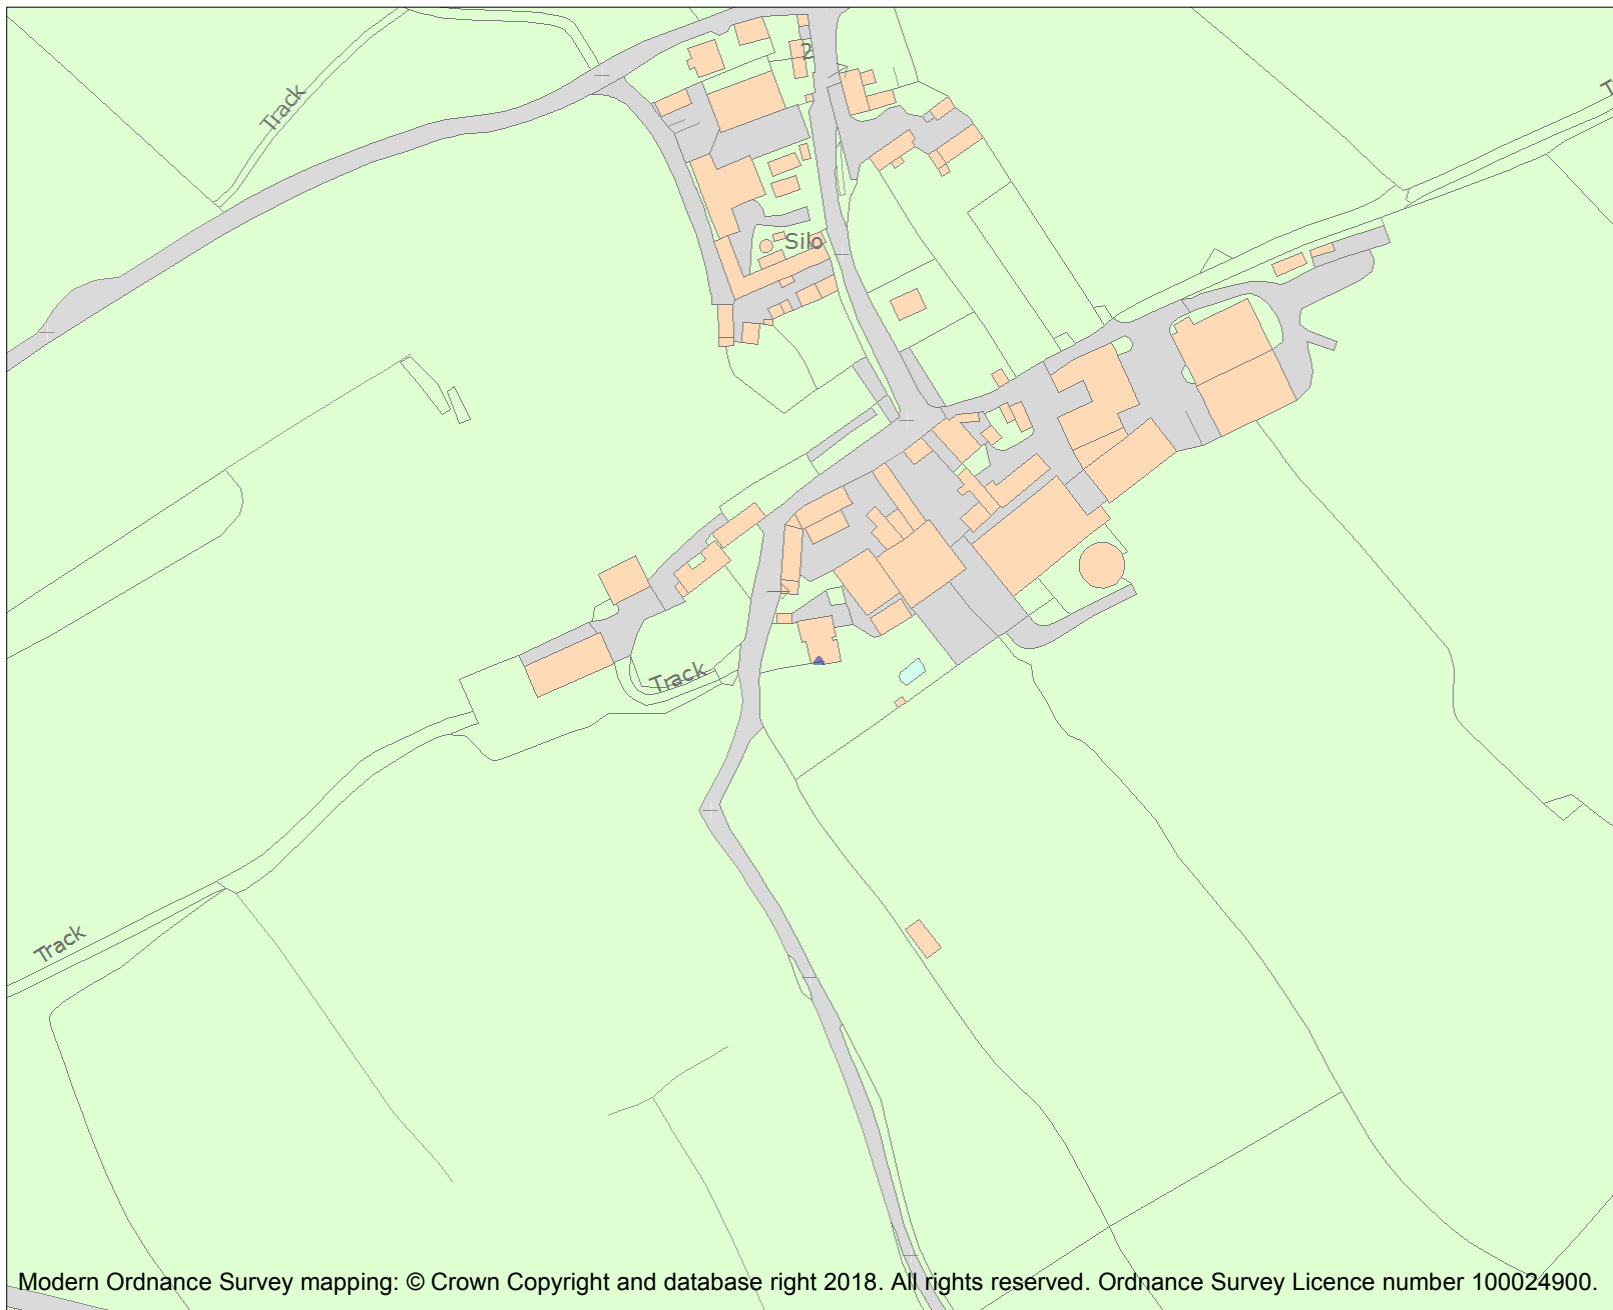 2
Track
Silo
Track
Track
Modern Ordnance Survey mapping: © Crown Copyright and database right 2018. All rights reserved. Ordnance Survey Licence number 100024900.